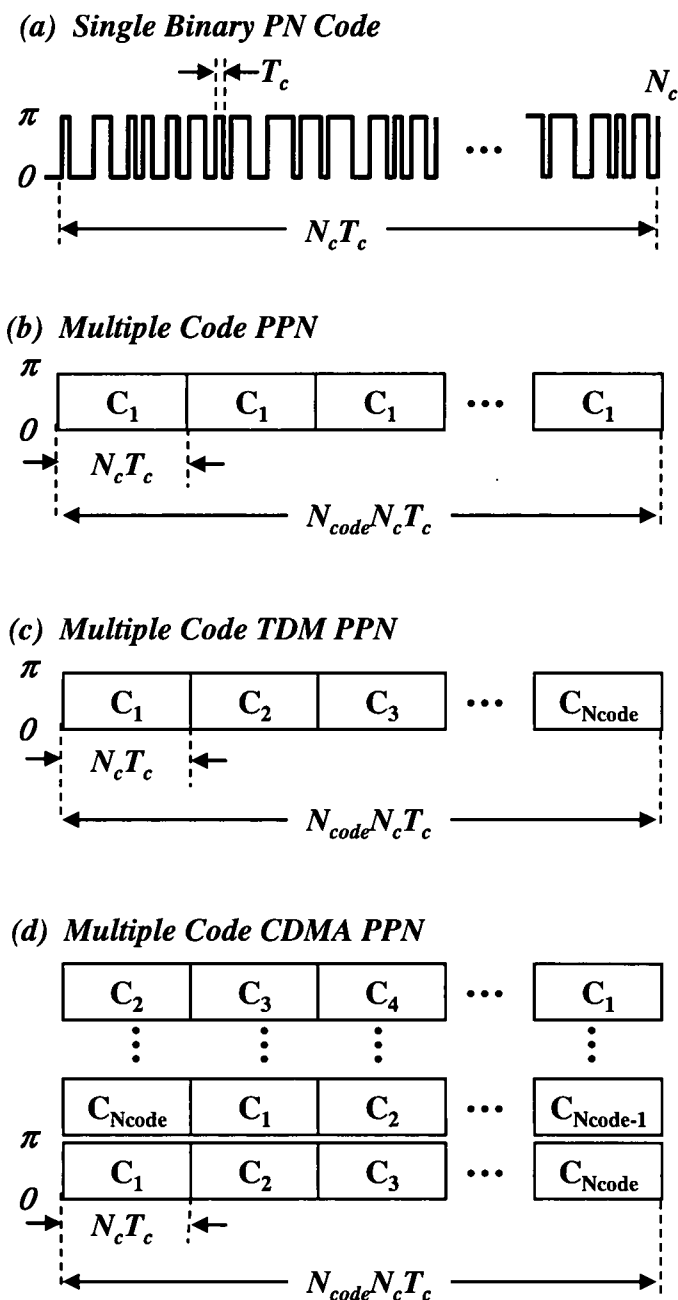 (a) Single Binary PN Code
T_c
N_c
π
0
...
N_cT_c
(b) Multiple Code PPN
π
C_1 C_1 C_1 ... C_1
0
N_cT_c
N_codeN_cT_c
(c) Multiple Code TDM PPN
π
C_1 C_2 C_3 ... C_Ncode
0
N_cT_c
N_codeN_cT_c
(d) Multiple Code CDMA PPN
C_2 C_3 C_4 ... C_1
C_Ncode C_1 C_2 ... C_Ncode-1
π
C_1 C_2 C_3 ... C_Ncode
0
N_cT_c
N_codeN_cT_c